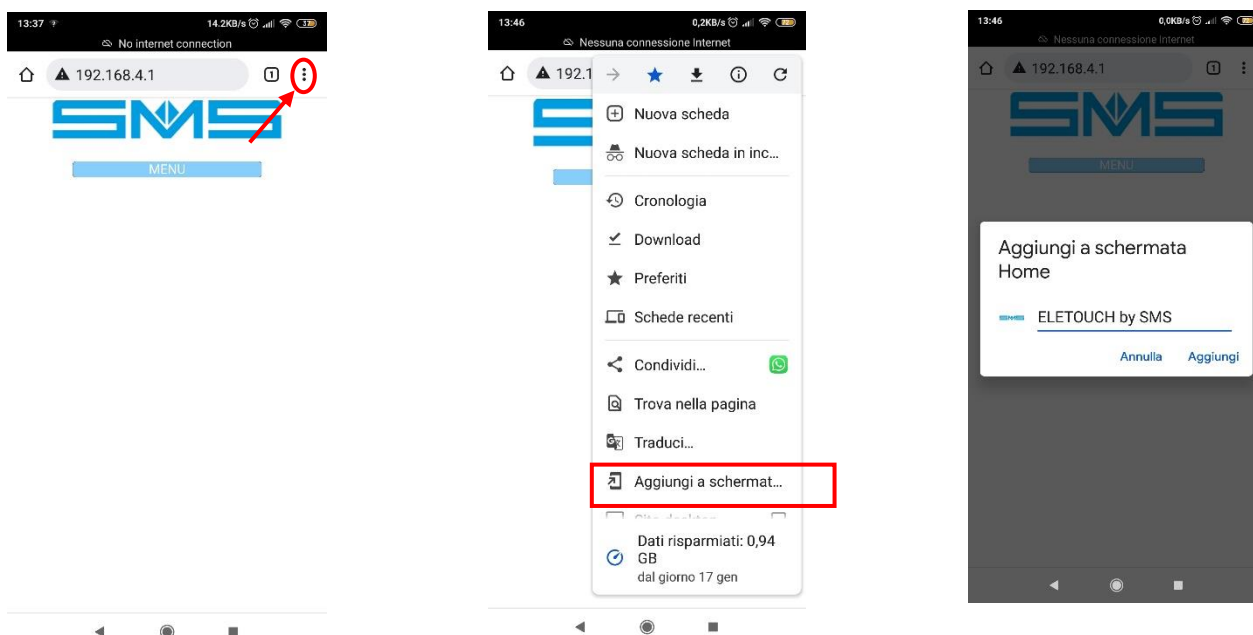 13:37
14.2KB/s
37
No internet connection
192.168.4.1
1
SMS
MENU
13:46
0,2KB/s
Nessuna connessione Internet
192.1
Nuova scheda
Nuova scheda in inc...
Cronologia
Download
Preferiti
Schede recenti
Condividi...
Trova nella pagina
Traduci...
Aggiungi a schermat...
Dati risparmiati: 0,94
GB
dal giorno 17 gen
13:46
0,0KB/s
Nessuna connessione Internet
192.168.4.1
1
SMS
MENU
Aggiungi a schermata
Home
SMS
ELETOUCH by SMS
Annulla
Aggiungi